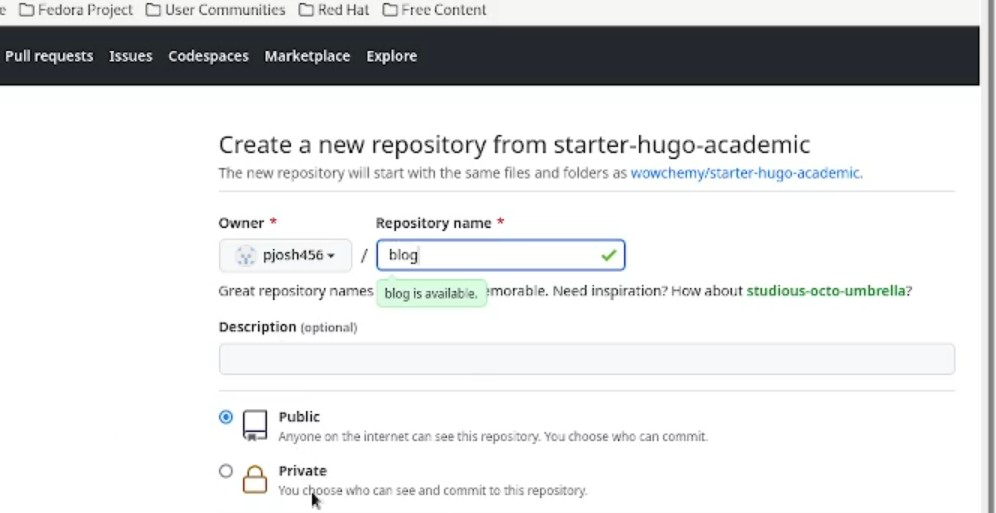 Fedora Project User Communities Red Hat Free Content
Pull requests Issues Codespaces Marketplace Explore
Create a new repository from starter-hugo-academic
The new repository will start with the same files and folders as wowchemy/starter-hugo-academic.
Owner * Repository name *
pjosh456 / blog
Great repository names
blog is available.
emorable. Need inspiration? How about studious-octo-umbrella?
Description (optional)
Public
Anyone on the internet can see this repository. You choose who can commit.
Private
You choose who can see and commit to this repository.